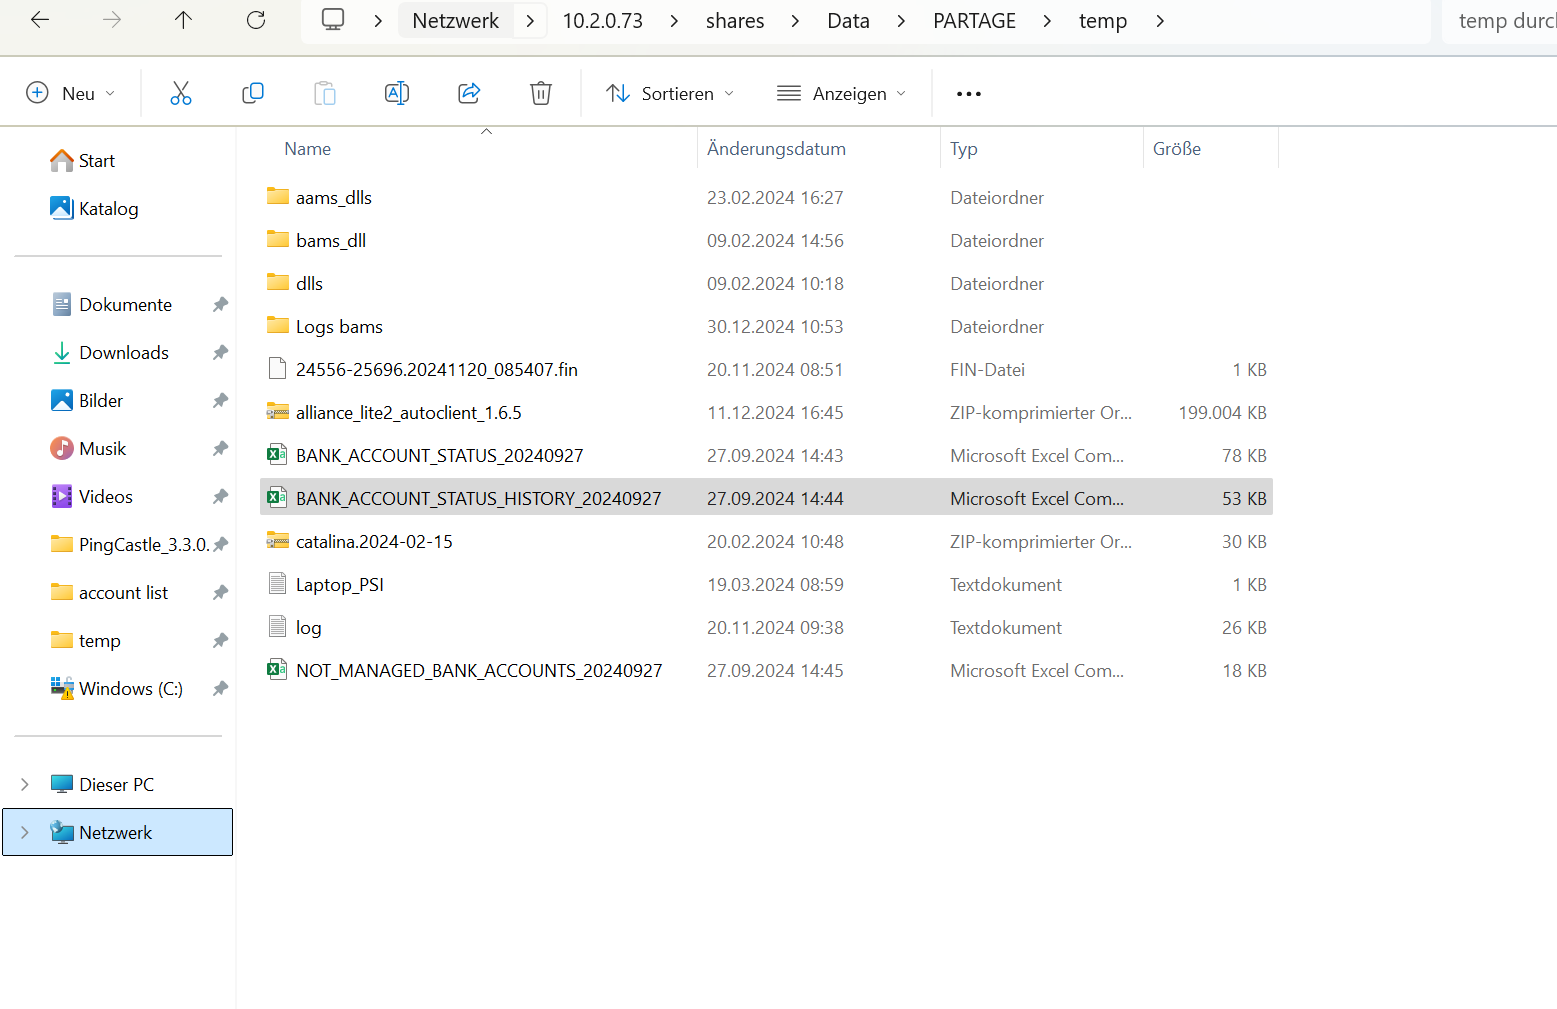 Netzwerk 10.2.0.73 shares Data PARTAGE temp temp durc
Neu Sortieren Anzeigen
Start
Katalog
Dokumente
Downloads
Bilder
Musik
Videos
PingCastle_3.3.0.
account list
temp
Windows (C:)
Dieser PC
Netzwerk
Name Änderungsdatum Typ Größe
aams_dlls 23.02.2024 16:27 Dateiordner
bams_dll 09.02.2024 14:56 Dateiordner
dlls 09.02.2024 10:18 Dateiordner
Logs bams 30.12.2024 10:53 Dateiordner
24556-25696.20241120_085407.fin 20.11.2024 08:51 FIN-Datei 1 KB
alliance_lite2_autoclient_1.6.5 11.12.2024 16:45 ZIP-komprimierter Or... 199.004 KB
BANK_ACCOUNT_STATUS_20240927 27.09.2024 14:43 Microsoft Excel Com... 78 KB
BANK_ACCOUNT_STATUS_HISTORY_20240927 27.09.2024 14:44 Microsoft Excel Com... 53 KB
catalina.2024-02-15 20.02.2024 10:48 ZIP-komprimierter Or... 30 KB
Laptop_PSI 19.03.2024 08:59 Textdokument 1 KB
log 20.11.2024 09:38 Textdokument 26 KB
NOT_MANAGED_BANK_ACCOUNTS_20240927 27.09.2024 14:45 Microsoft Excel Com... 18 KB